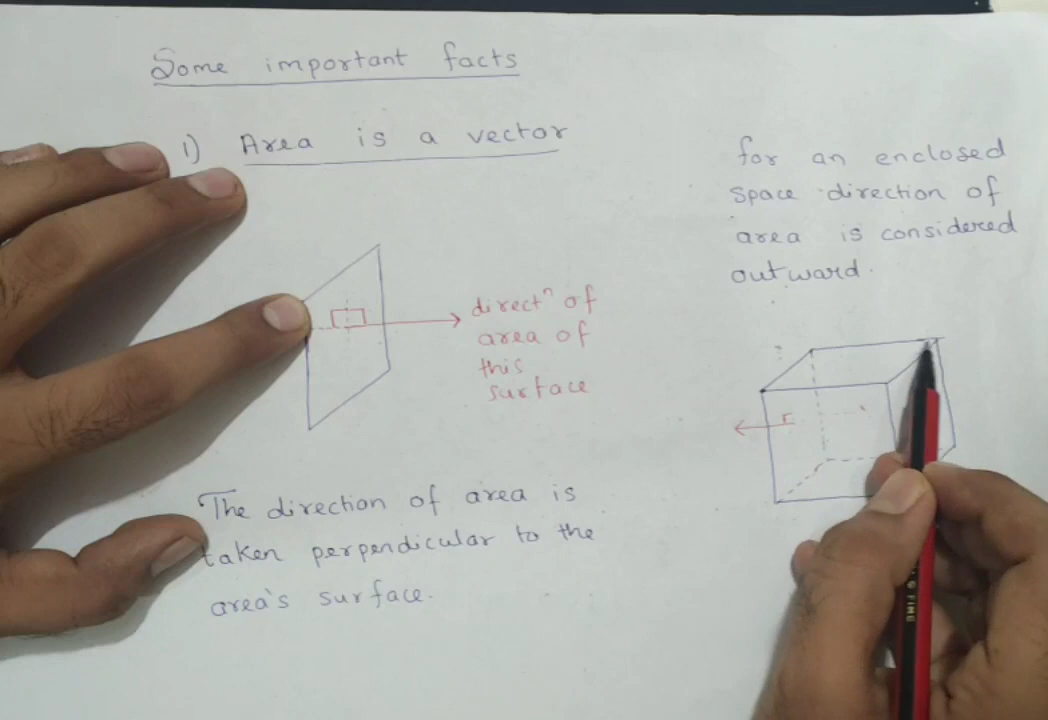 Some important facts
1) Area is a vector
for an enclosed
space direction of
area is considered
outward.
directⁿ of
area of
this
surface
The direction of area is
taken perpendicular to the
area's surface.